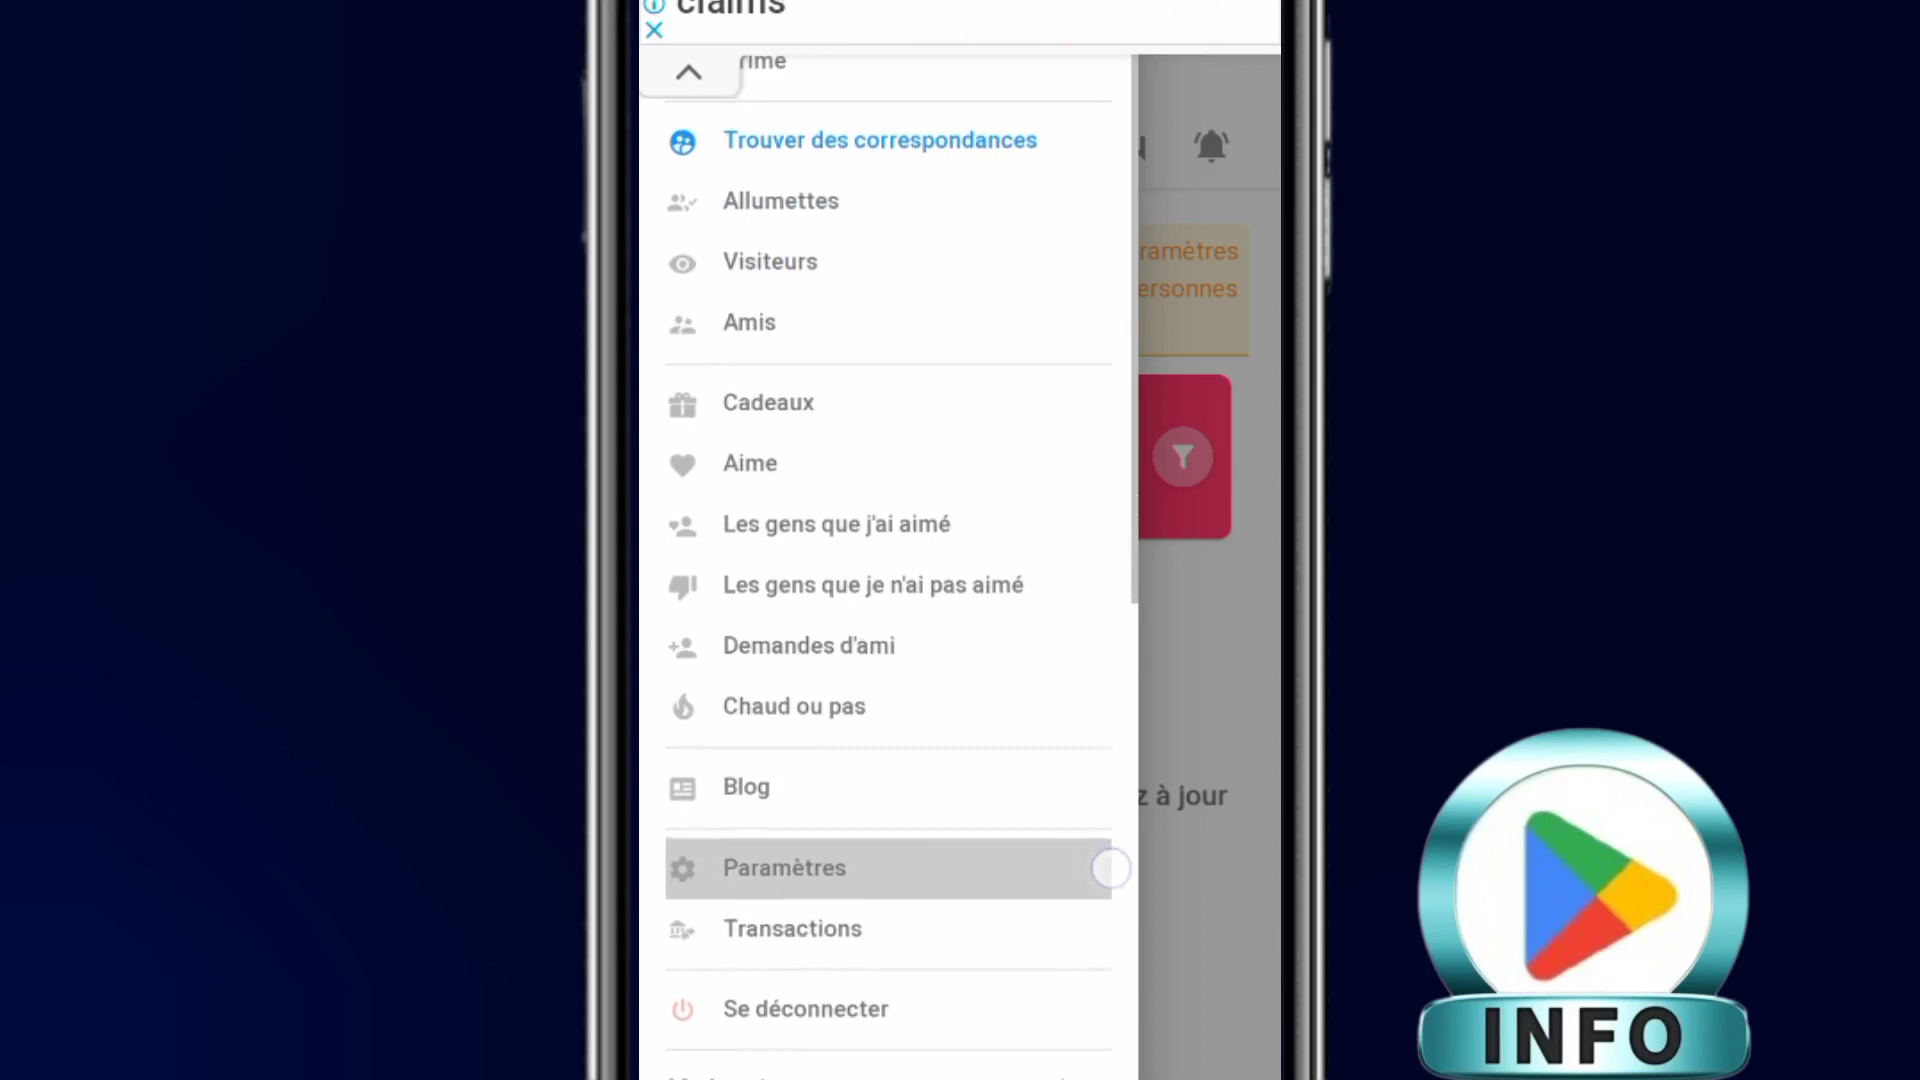 claims
rime
Trouver des correspondances
Allumettes
Visiteurs
Amis
Cadeaux
Aime
Les gens que j'ai aimé
Les gens que je n'ai pas aimé
Demandes d'ami
Chaud ou pas
Blog
Paramètres
Transactions
Se déconnecter
ramètres
ersonnes
z à jour
INFO